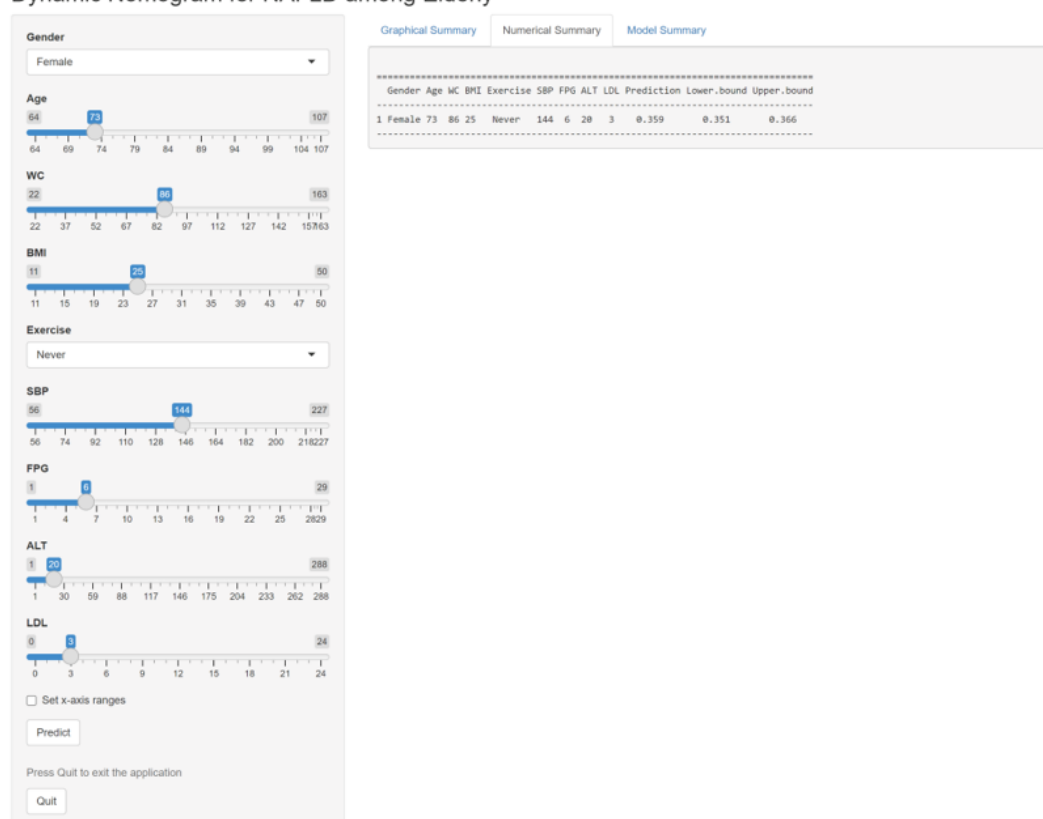 Dynamic Nomogram for NAFLD among Elderly
Gender
Female
Age
64 73 107
64 69 74 79 84 89 94 99 104 107
WC
22 86 163
22 37 52 67 82 97 112 127 142 157 163
BMI
11 25 50
11 15 19 23 27 31 35 39 43 47 50
Exercise
Never
SBP
56 144 227
56 74 92 110 128 146 164 182 200 218 227
FPG
1 6 29
1 4 7 10 13 16 19 22 25 28 29
ALT
1 20 288
1 30 59 88 117 146 175 204 233 262 288
LDL
0 3 24
0 3 6 9 12 15 18 21 24
Set x-axis ranges
Predict
Press Quit to exit the application
Quit
Graphical Summary Numerical Summary Model Summary
Gender Age WC BMI Exercise SBP FPG ALT LDL Prediction Lower.bound Upper.bound
1 Female 73 86 25 Never 144 6 20 3 0.359 0.351 0.366